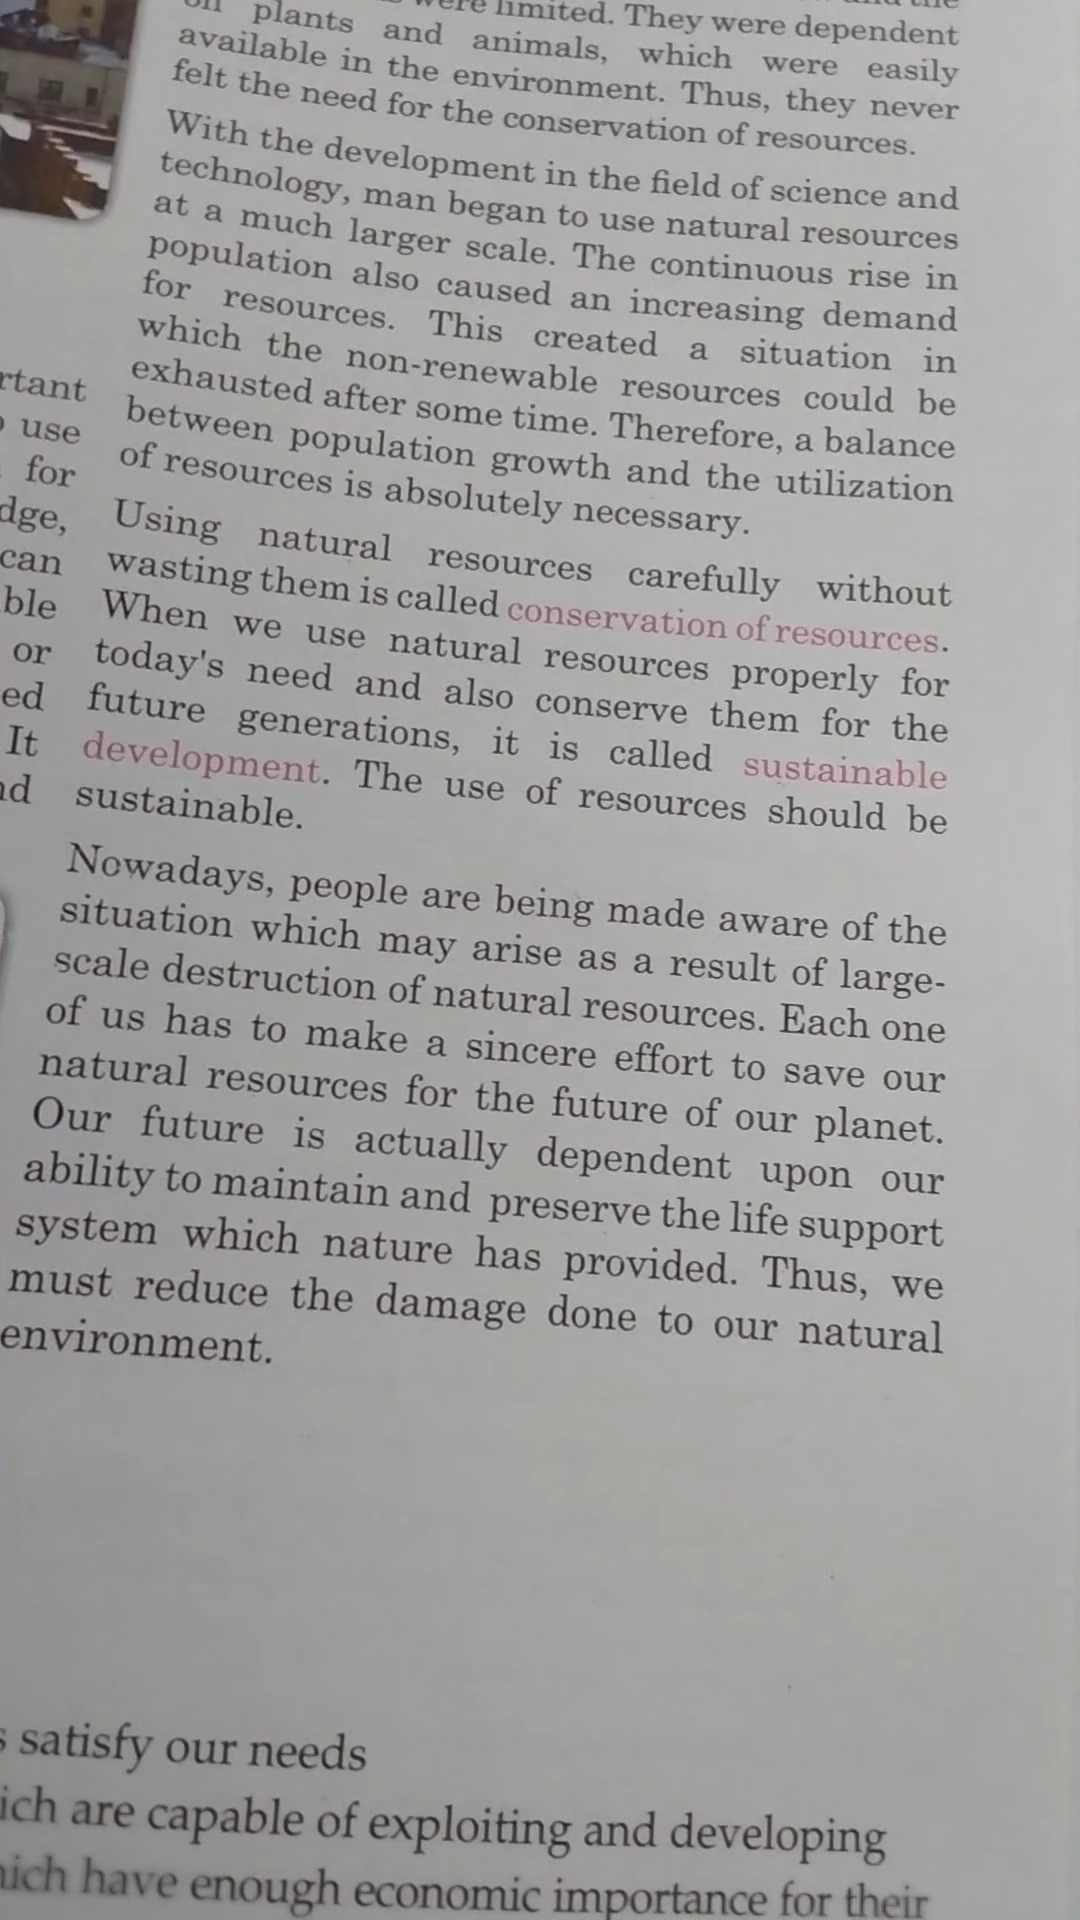 were limited. They were dependent
on plants and animals, which were easily
available in the environment. Thus, they never
felt the need for the conservation of resources.
With the development in the field of science and
technology, man began to use natural resources
at a much larger scale. The continuous rise in
population also caused an increasing demand
for resources. This created a situation in
which the non-renewable resources could be
exhausted after some time. Therefore, a balance
between population growth and the utilization
of resources is absolutely necessary.
Using natural resources carefully without
wasting them is called conservation of resources.
When we use natural resources properly for
today's need and also conserve them for the
future generations, it is called sustainable
development. The use of resources should be
sustainable.
Nowadays, people are being made aware of the
situation which may arise as a result of large-
scale destruction of natural resources. Each one
of us has to make a sincere effort to save our
natural resources for the future of our planet.
Our future is actually dependent upon our
ability to maintain and preserve the life support
system which nature has provided. Thus, we
must reduce the damage done to our natural
environment.
rtant
use
for
dge,
can
ble
or
ed
It
nd
s satisfy our needs
ich are capable of exploiting and developing
hich have enough economic importance for their